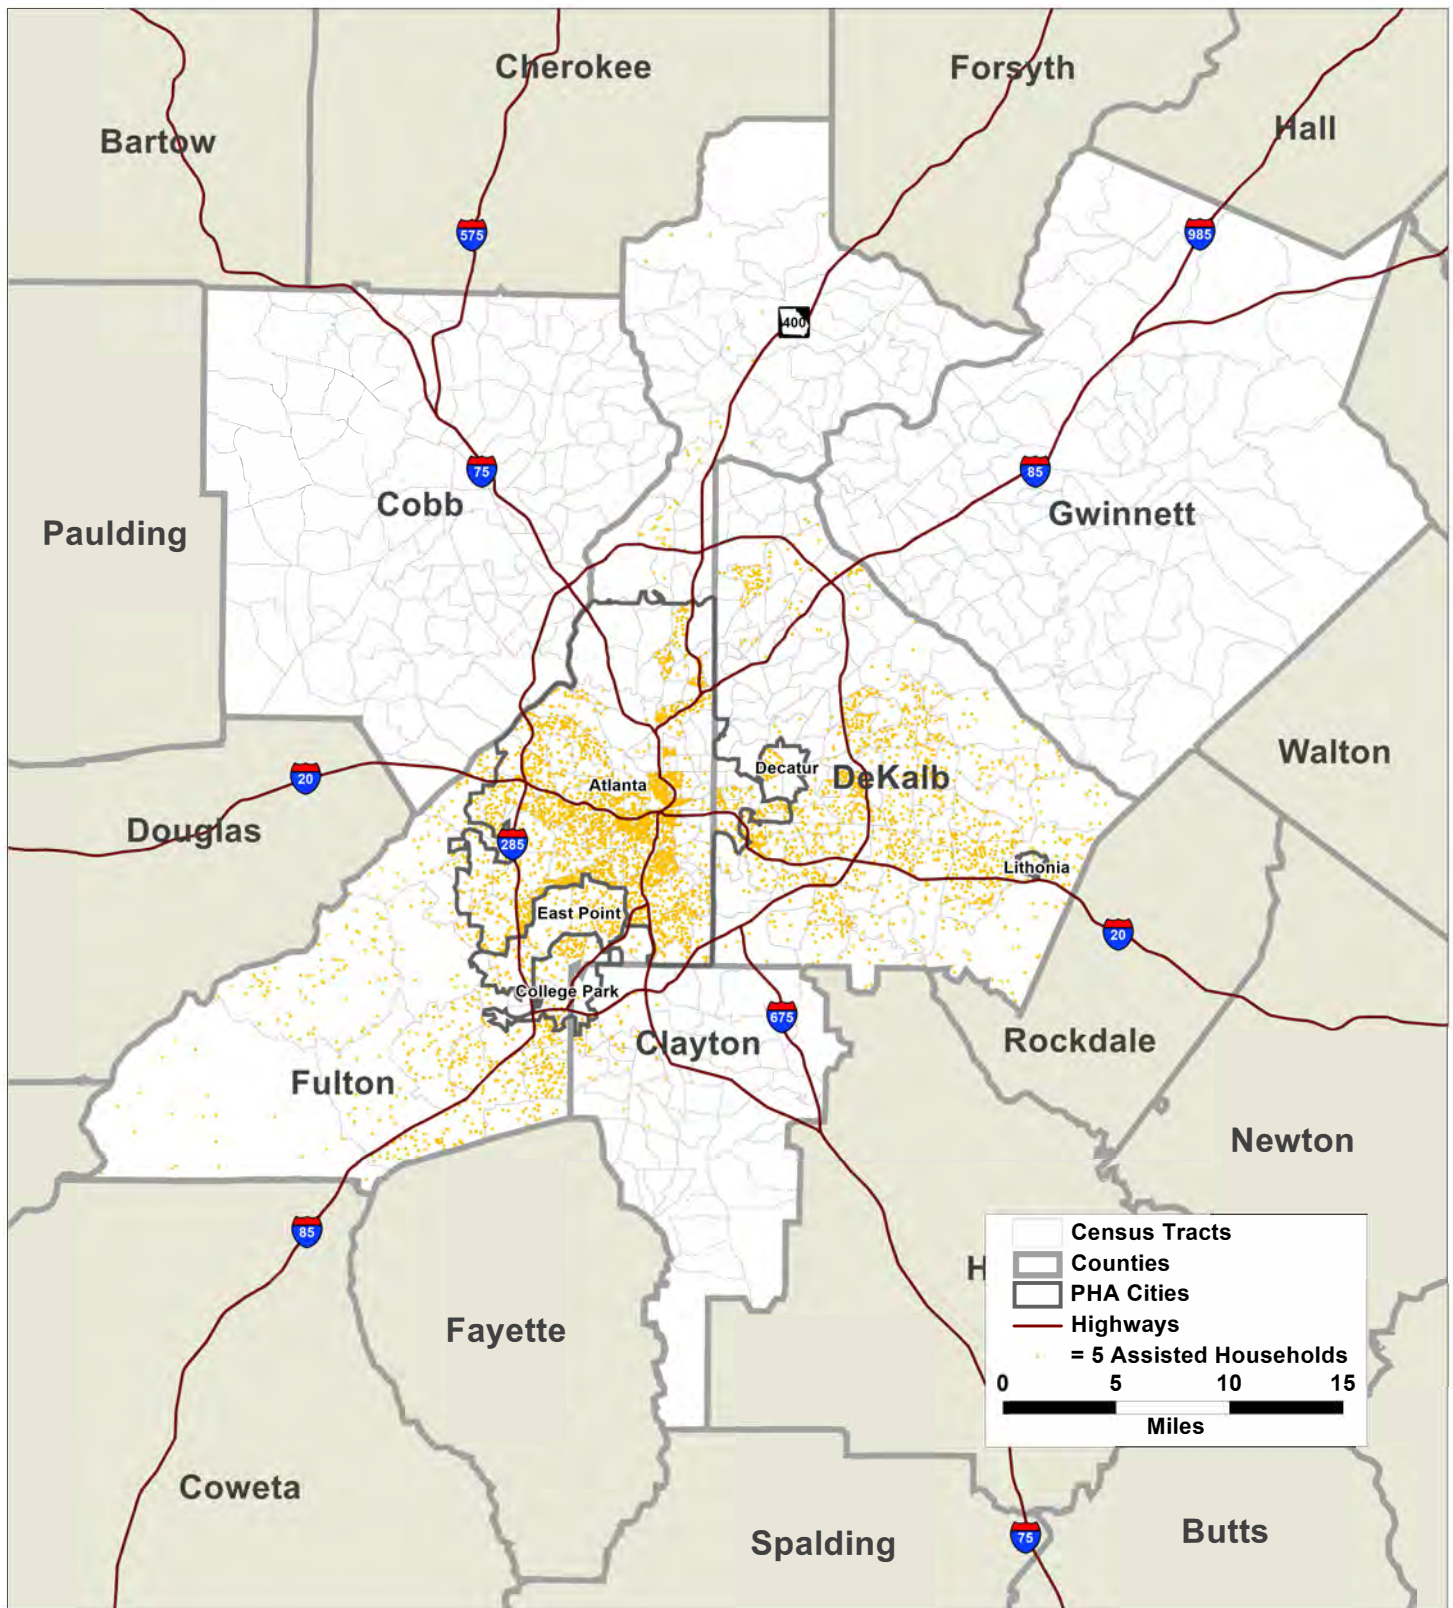 Cherokee
Forsyth
Hall
Bartow
575
985
400
75
85
Cobb
Gwinnett
Paulding
Walton
Decatur
DeKalb
20
Atlanta
Douglas
285
Lithonia
East Point
20
College Park
675
Clayton
Rockdale
Fulton
Newton
85
H
Census Tracts
Counties
PHA Cities
Highways
= 5 Assisted Households
0 5 10 15
Miles
Fayette
Coweta
Spalding
Butts
75